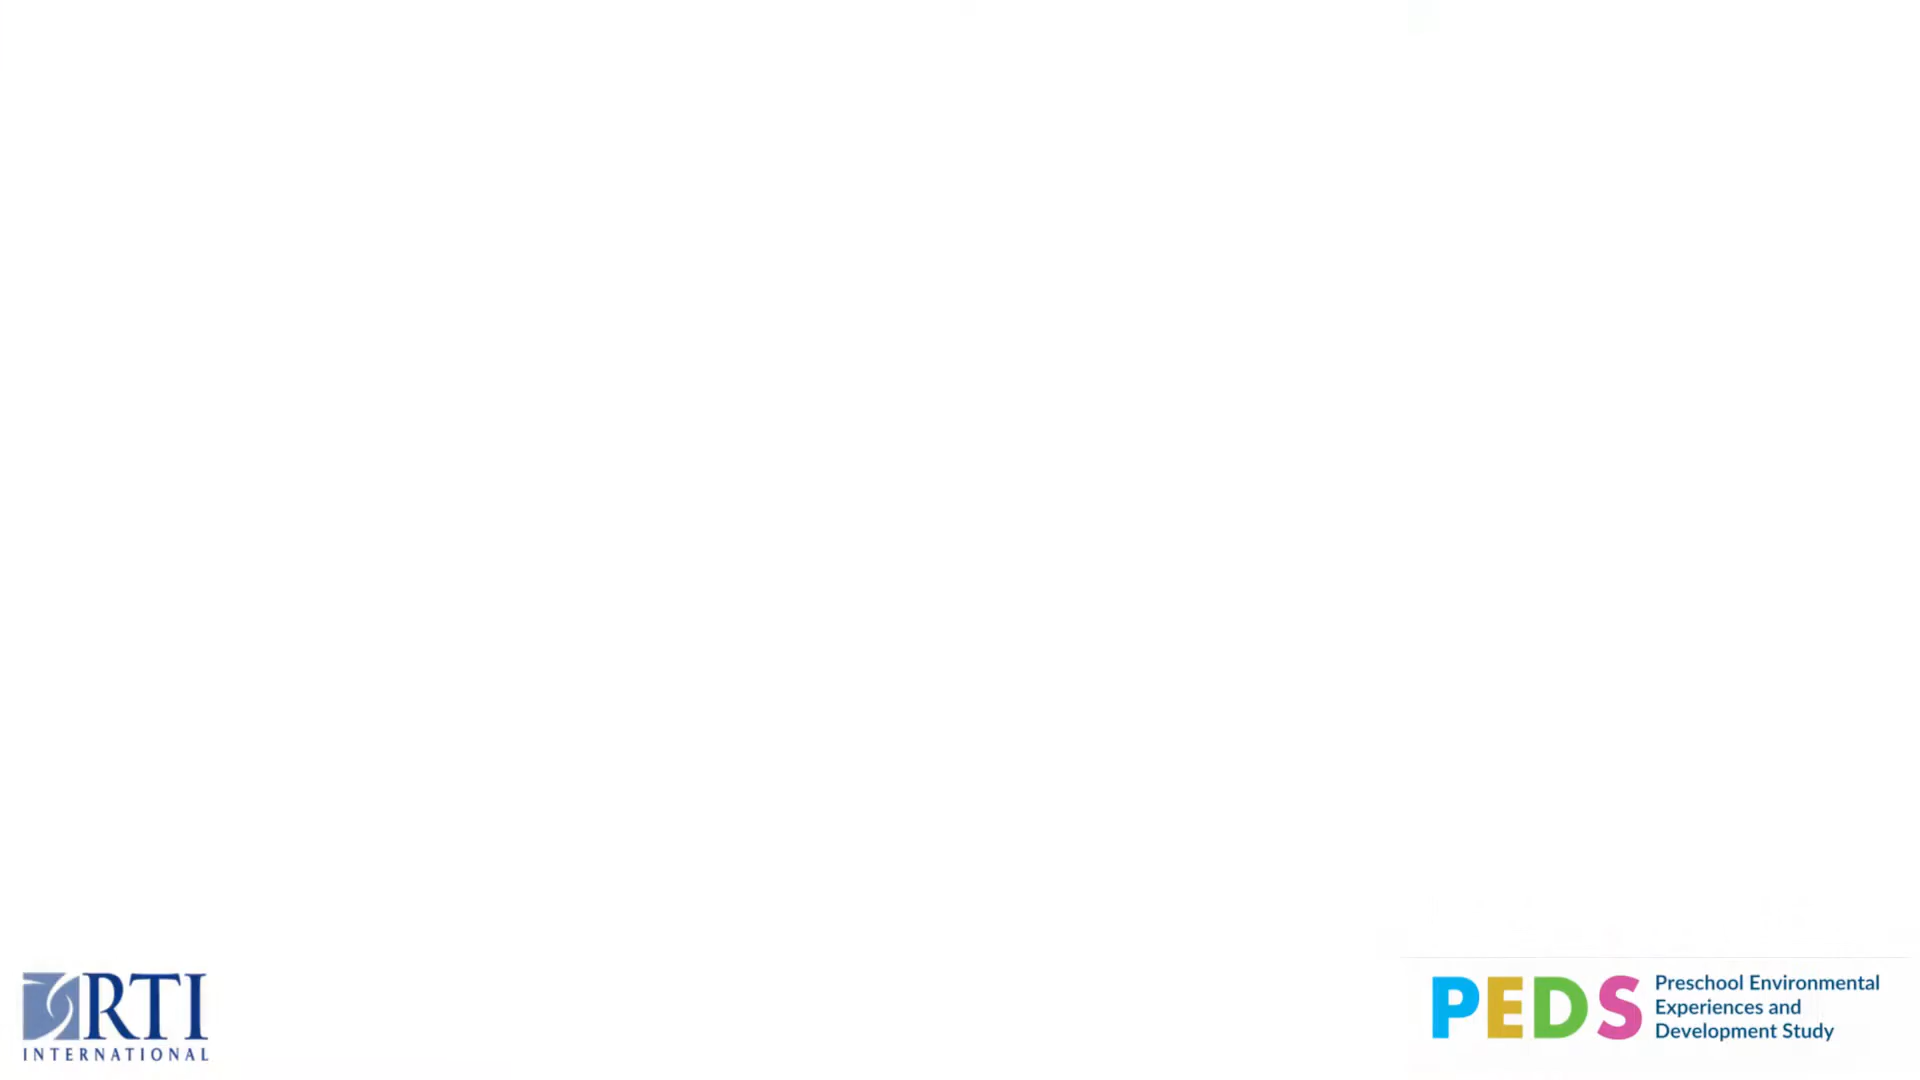 RTI
INTERNATIONAL
PEDS
Preschool Environmental
Experiences and
Development Study